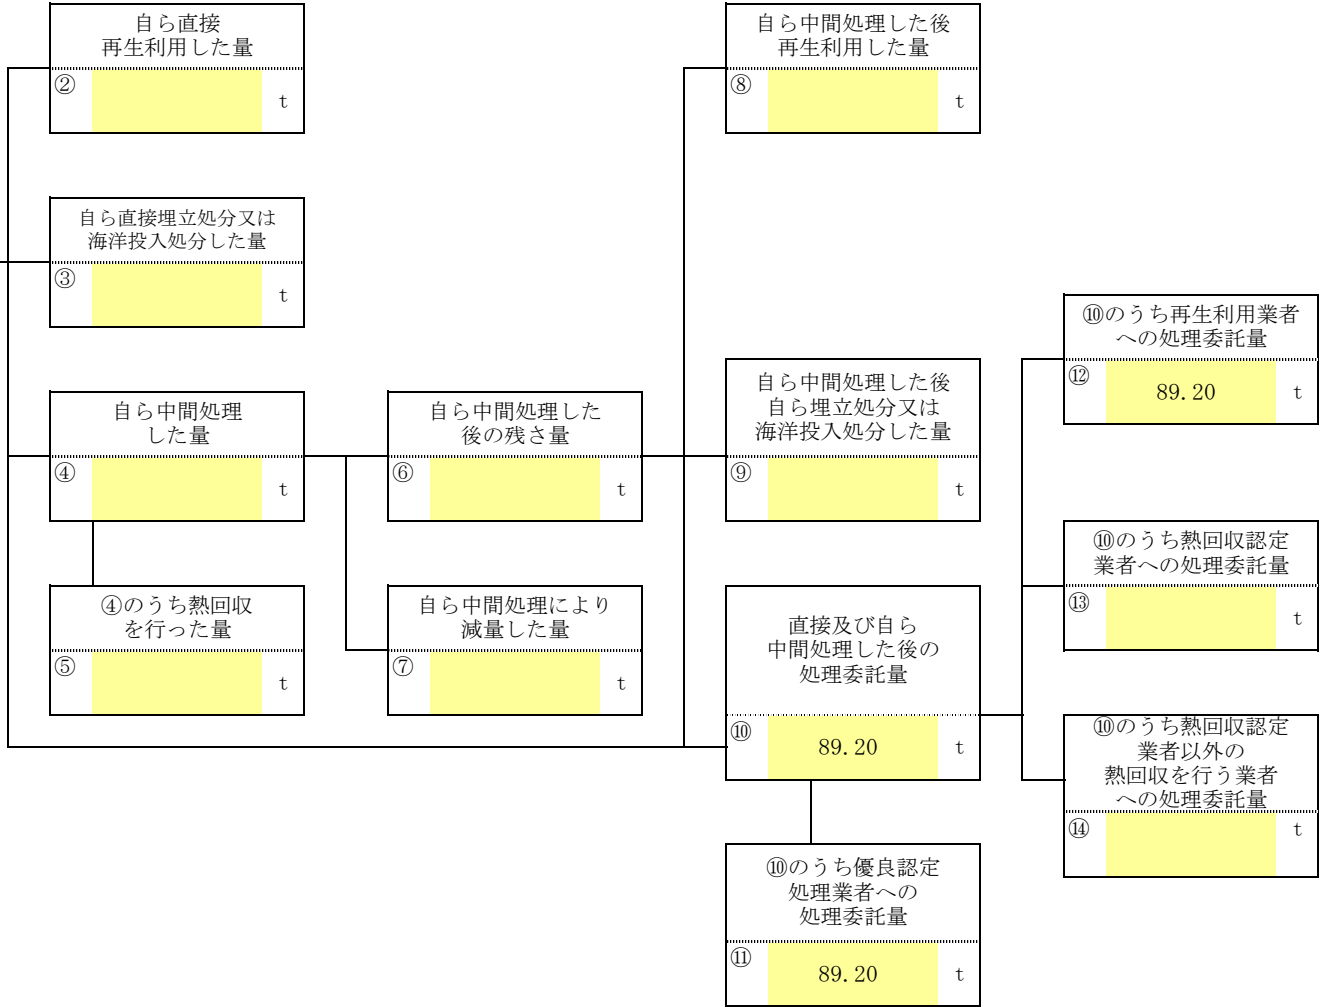 自ら直接
再生利用した量
②
t
自ら中間処理した後
再生利用した量
⑧
t
自ら直接埋立処分又は
海洋投入処分した量
③
t
⑩のうち再生利用業者
への処理委託量
⑫ 89.20 t
自ら中間処理
した量
④
t
自ら中間処理した
後の残さ量
⑥
t
自ら中間処理した後
自ら埋立処分又は
海洋投入処分した量
⑨
t
⑩のうち熱回収認定
業者への処理委託量
⑬
t
④のうち熱回収
を行った量
⑤
t
自ら中間処理により
減量した量
⑦
t
直接及び自ら
中間処理した後の
処理委託量
⑩ 89.20 t
⑩のうち熱回収認定
業者以外の
熱回収を行う業者
への処理委託量
⑭ t
⑩のうち優良認定
処理業者への
処理委託量
⑪ 89.20 t